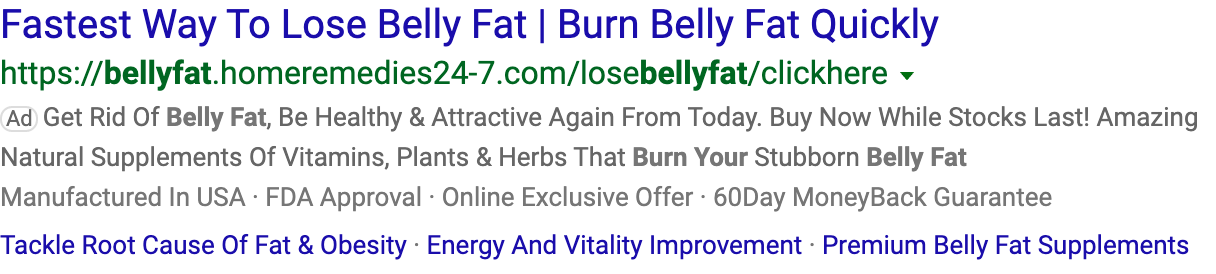 Fastest Way To Lose Belly Fat | Burn Belly Fat Quickly
https://bellyfat.homeremedies24-7.com/losebellyfat/clickhere
Ad Get Rid Of Belly Fat, Be Healthy & Attractive Again From Today. Buy Now While Stocks Last! Amazing
Natural Supplements Of Vitamins, Plants & Herbs That Burn Your Stubborn Belly Fat
Manufactured In USA · FDA Approval · Online Exclusive Offer · 60Day MoneyBack Guarantee
Tackle Root Cause Of Fat & Obesity · Energy And Vitality Improvement · Premium Belly Fat Supplements